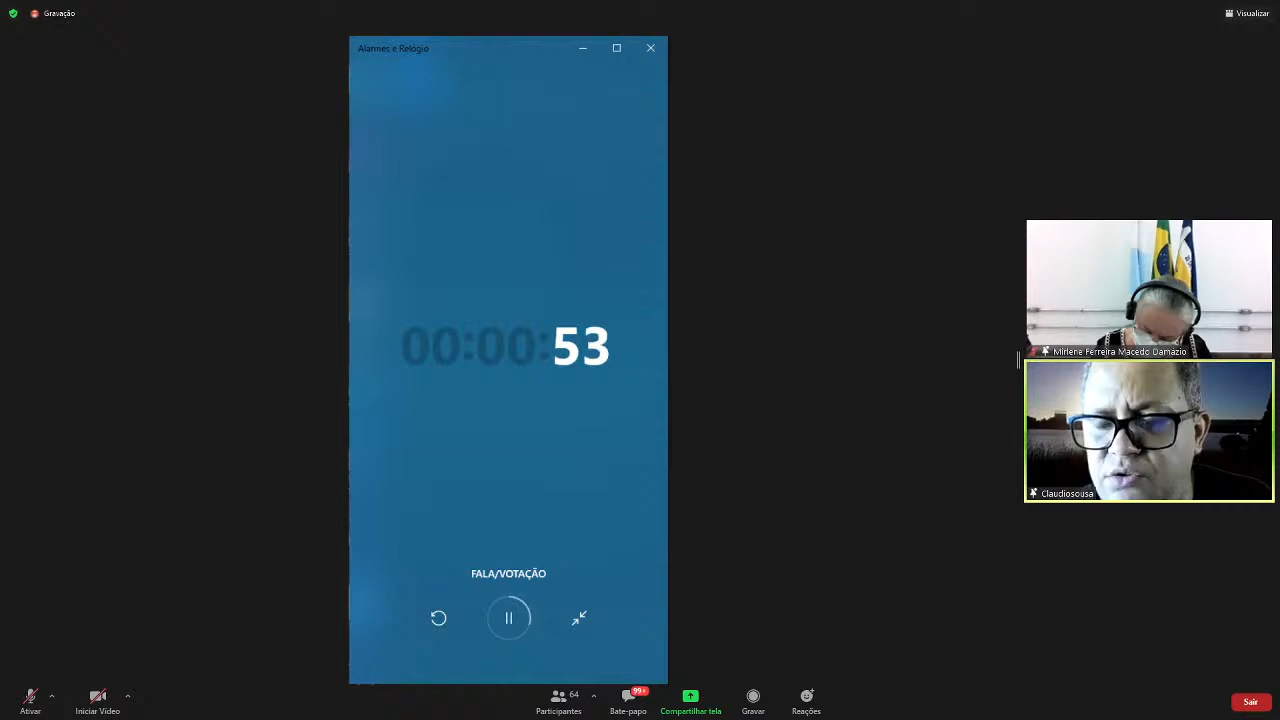 Gravação
Visualizar
Alarmes e Relógio
00:00:53
Mirlene Ferreira Macedo Damázio
Claudiosousa
FALA/VOTAÇÃO
Ativar
Iniciar Vídeo
64
Participantes
99+
Bate-papo
Compartilhar tela
Gravar
Reações
Sair